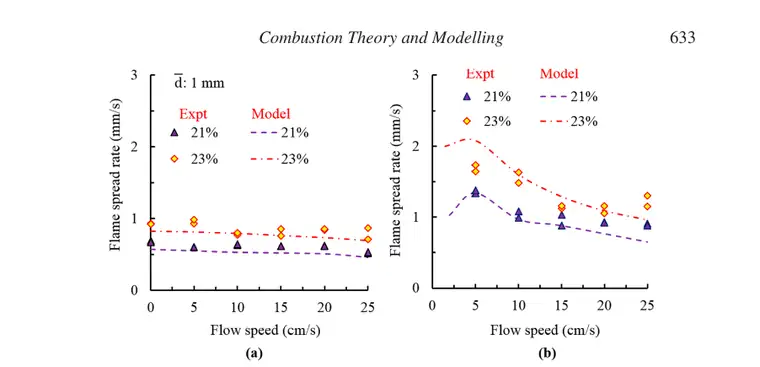 Combustion Theory and Modelling 633
3
2
1
0
Flame spread rate (mm/s)
d̅: 1 mm
Expt Model
21% 21%
23% 23%
0 5 10 15 20 25
Flow speed (cm/s)
(a)
3
2
1
0
Flame spread rate (mm/s)
Expt Model
21% 21%
23% 23%
0 5 10 15 20 25
Flow speed (cm/s)
(b)